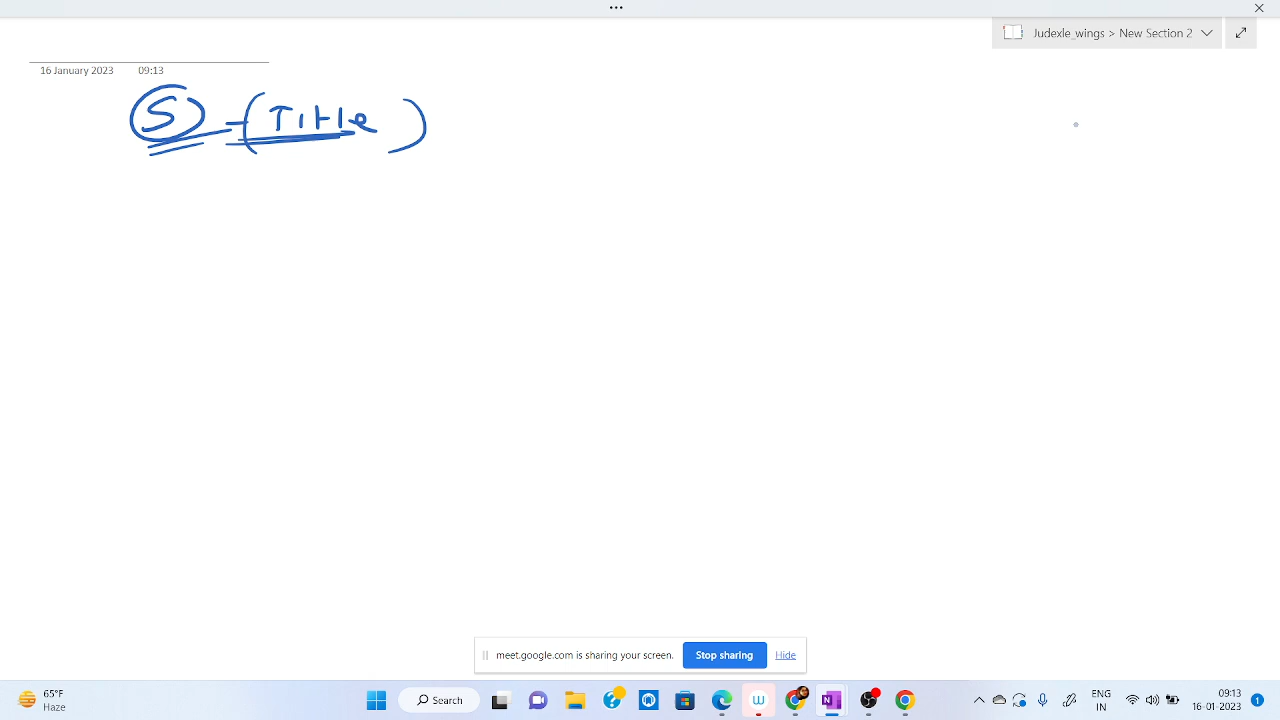 ...
Judexle_wings > New Section 2
16 January 2023 09:13
S - (Title)
meet.google.com is sharing your screen. Stop sharing Hide
65°F
Haze
Search
ENG
IN
09:13
16-01-2023
1